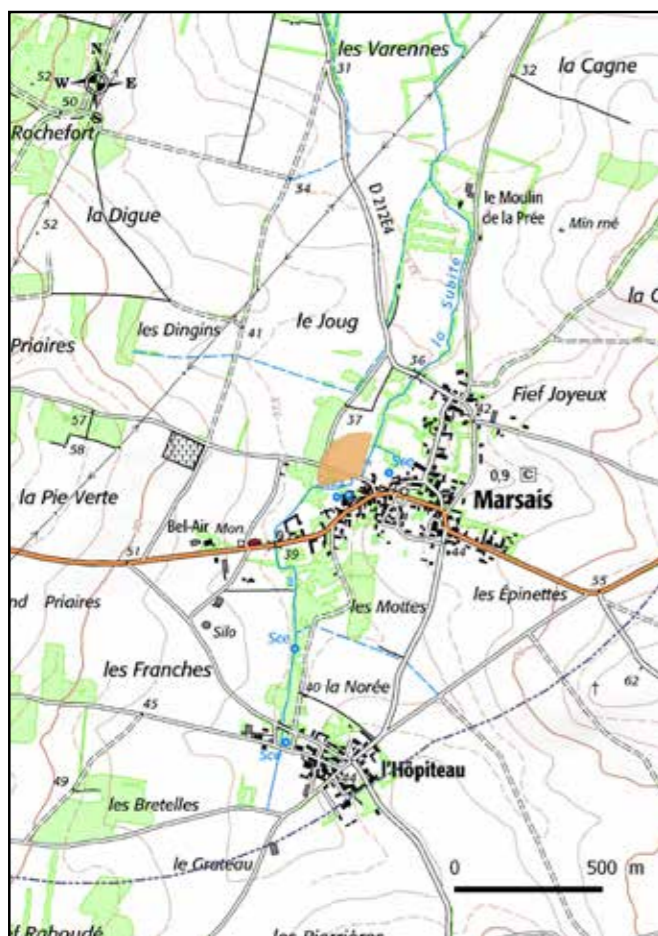 les Varennes
52
N
W E
S
31
32
la Cagne
50
Rochefort
D 212E4
34
le Moulin
de la Prée
la Digue
Min rné
52
la Subite
les Dingins
41
le Joug
Priaires
36
57
37
42
Fief Joyeux
58
Sce
0,9 C
la Pie Verte
Marsais
Bel-Air Mon
51
39
44
les Épinettes
55
nd Priaires
les Mottes
Silo
Sce
les Franches
62
40 la Norée
45
Sce
l'Hôpiteau
49
les Bretelles
le Grateau
0 500 m
ef Raboudé